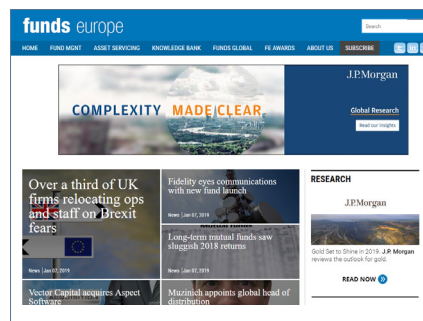 funds europe
Search
HOME FUND MGNT ASSET SERVICING KNOWLEDGE BANK FUNDS GLOBAL FE AWARDS ABOUT US SUBSCRIBE
J.P.Morgan
COMPLEXITY MADE CLEAR
Global Research
Read our insights
Over a third of UK
firms relocating ops
and staff on Brexit
fears
News | Jan 07, 2019
Fidelity eyes communications
with new fund launch
News | Jan 07, 2019
Long-term mutual funds saw
sluggish 2018 returns
News | Jan 07, 2019
Vector Capital acquires Aspect
Software
Muzinich appoints global head of
distribution
RESEARCH
J.P.Morgan
Gold Set to Shine in 2019. J.P. Morgan
reviews the outlook for gold.
READ NOW